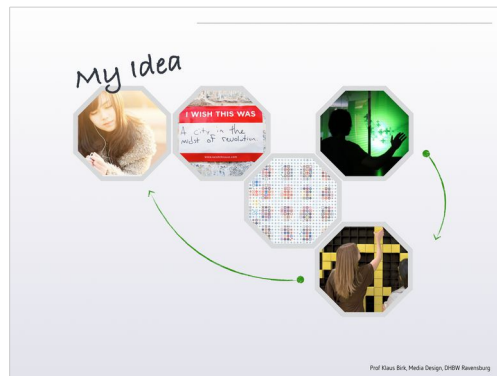 My Idea
I WISH THIS WAS
A city in the
midst of revolution.
Prof Klaus Birk, Media Design, DHBW Ravensburg